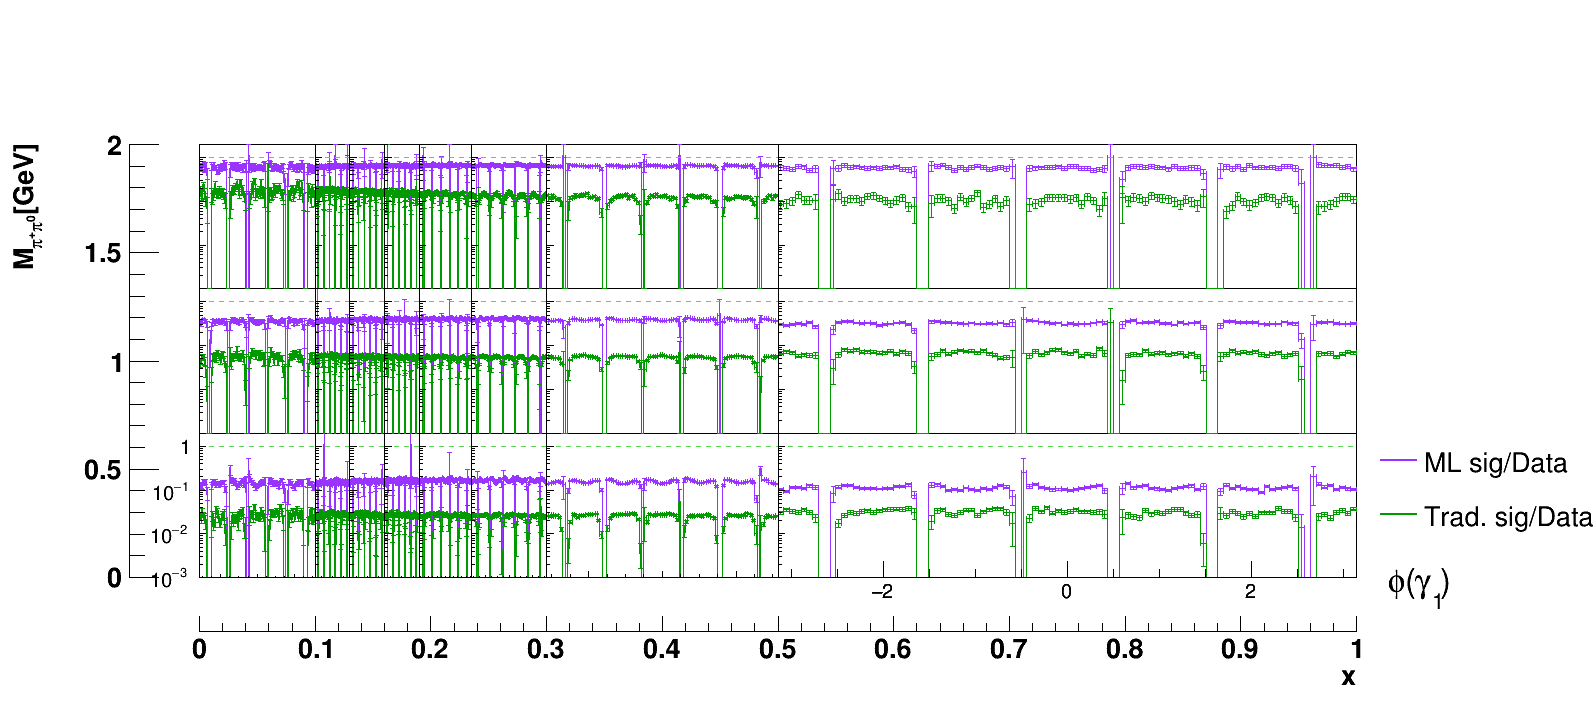 M π⁺π⁰ [GeV]
2
1.5
1
0.5
0
1
10⁻¹
10⁻²
10⁻³
−2 0 2
ϕ(γ₁)
0 0.1 0.2 0.3 0.4 0.5 0.6 0.7 0.8 0.9 1
x
ML sig/Data
Trad. sig/Data